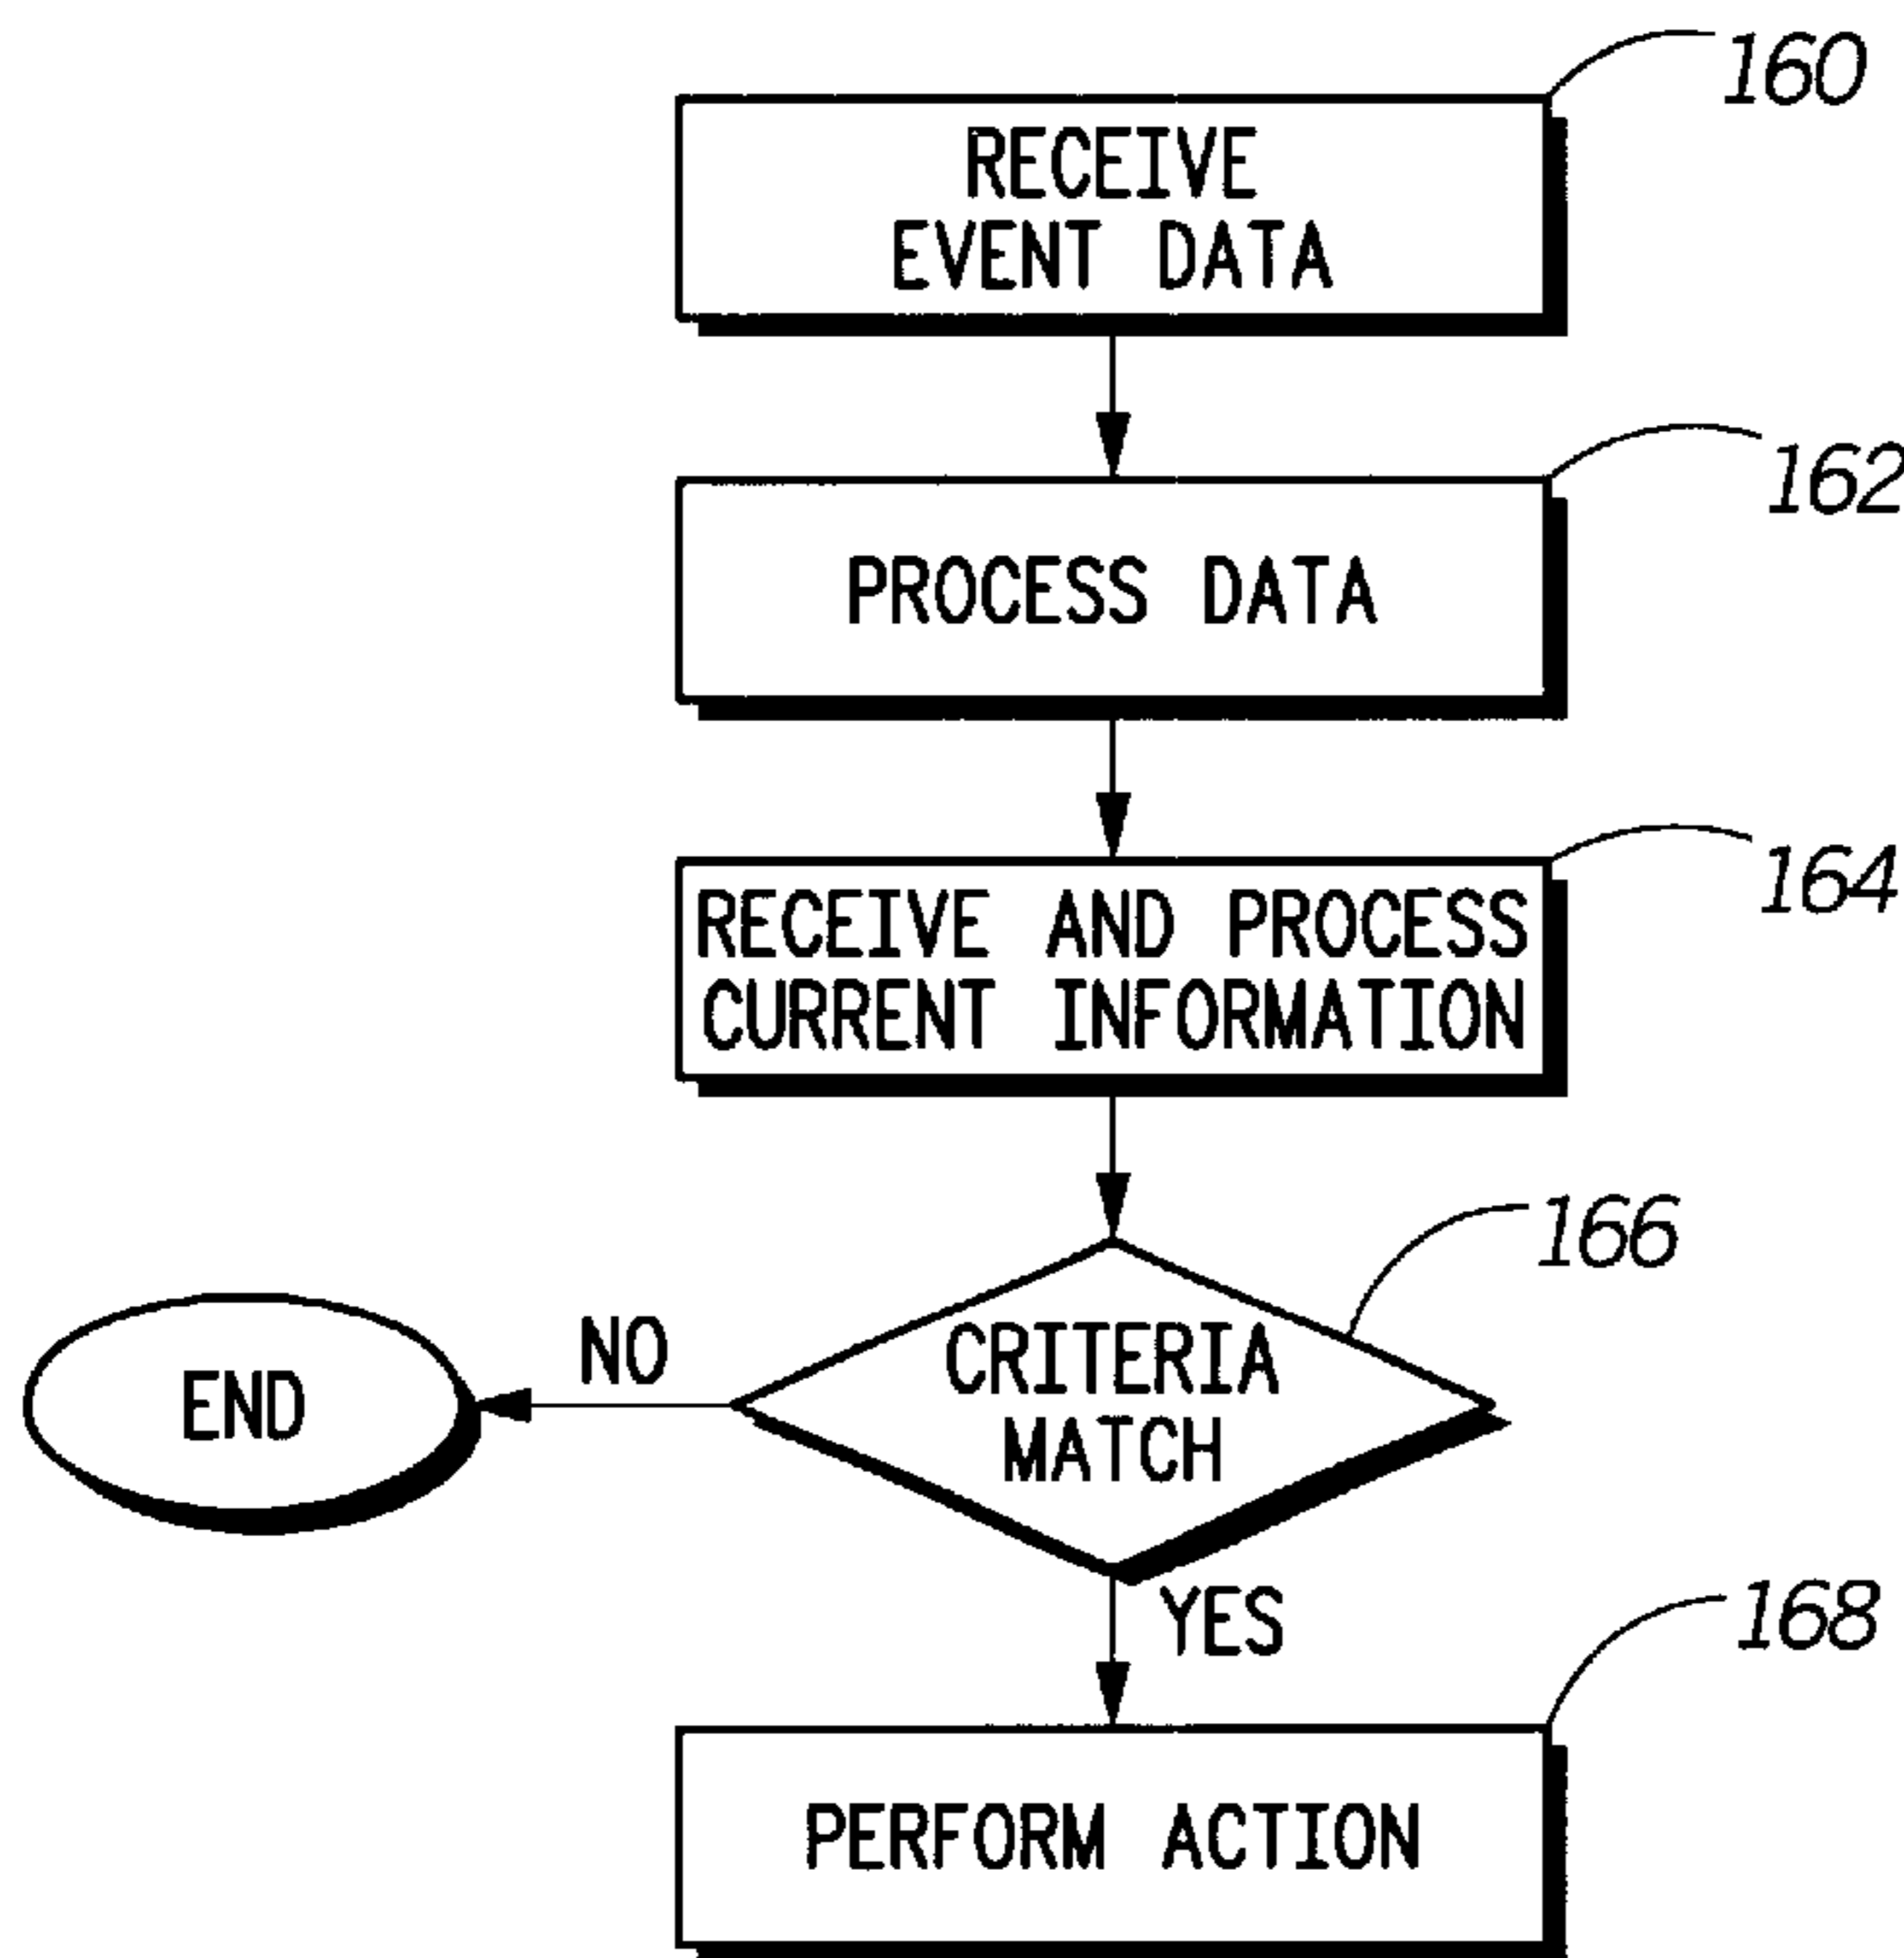 160
RECEIVE
EVENT DATA
162
PROCESS DATA
164
RECEIVE AND PROCESS
CURRENT INFORMATION
166
CRITERIA
MATCH
NO
END
YES
168
PERFORM ACTION